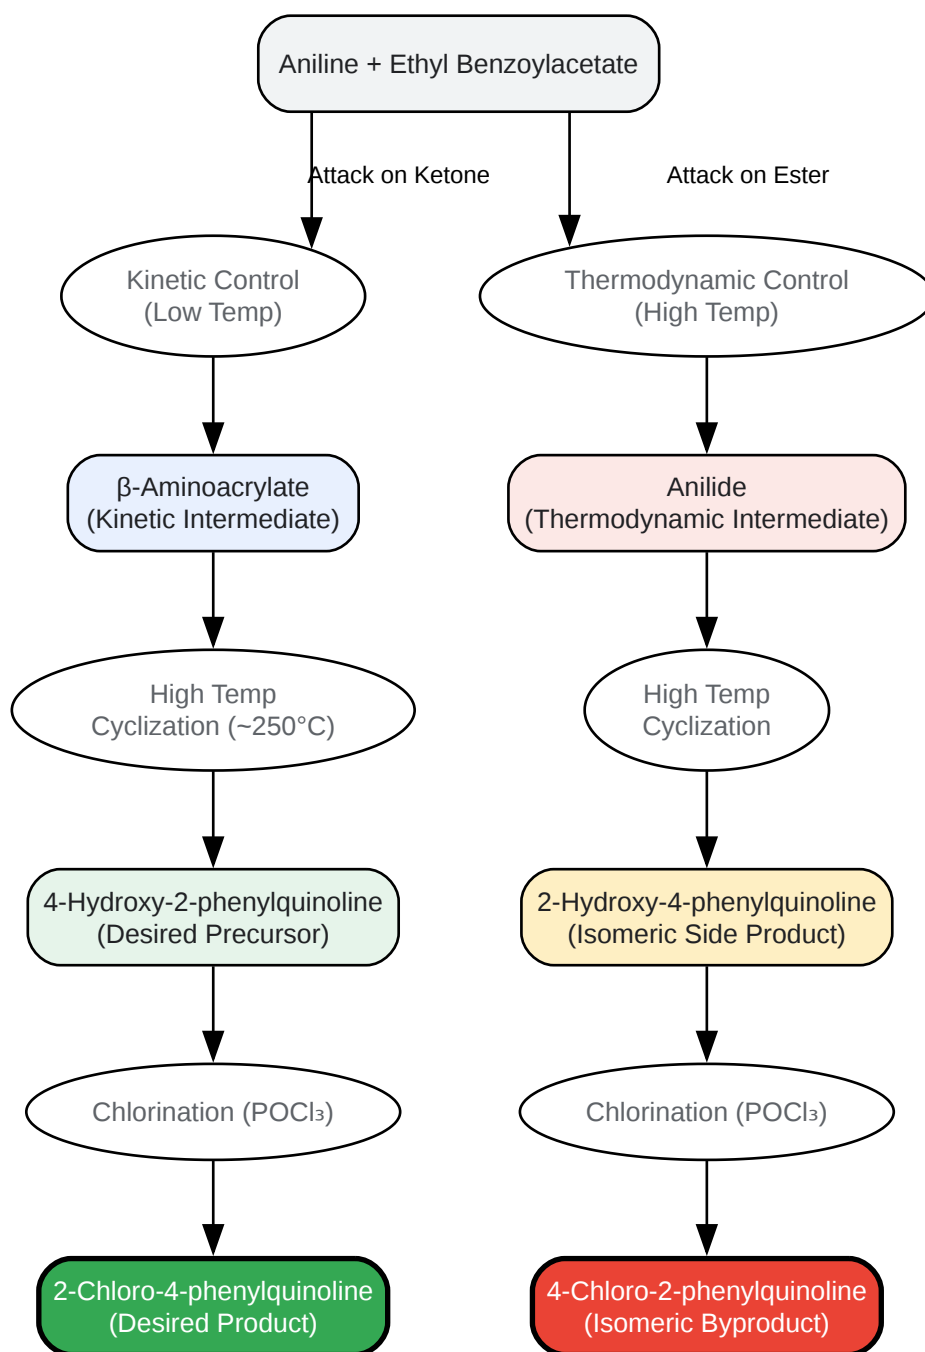 Aniline + Ethyl Benzoylacetate
Attack on Ketone
Attack on Ester
Kinetic Control
(Low Temp)
Thermodynamic Control
(High Temp)
β-Aminoacrylate
(Kinetic Intermediate)
Anilide
(Thermodynamic Intermediate)
High Temp
Cyclization (~250°C)
High Temp
Cyclization
4-Hydroxy-2-phenylquinoline
(Desired Precursor)
2-Hydroxy-4-phenylquinoline
(Isomeric Side Product)
Chlorination (POCl₃)
Chlorination (POCl₃)
2-Chloro-4-phenylquinoline
(Desired Product)
4-Chloro-2-phenylquinoline
(Isomeric Byproduct)